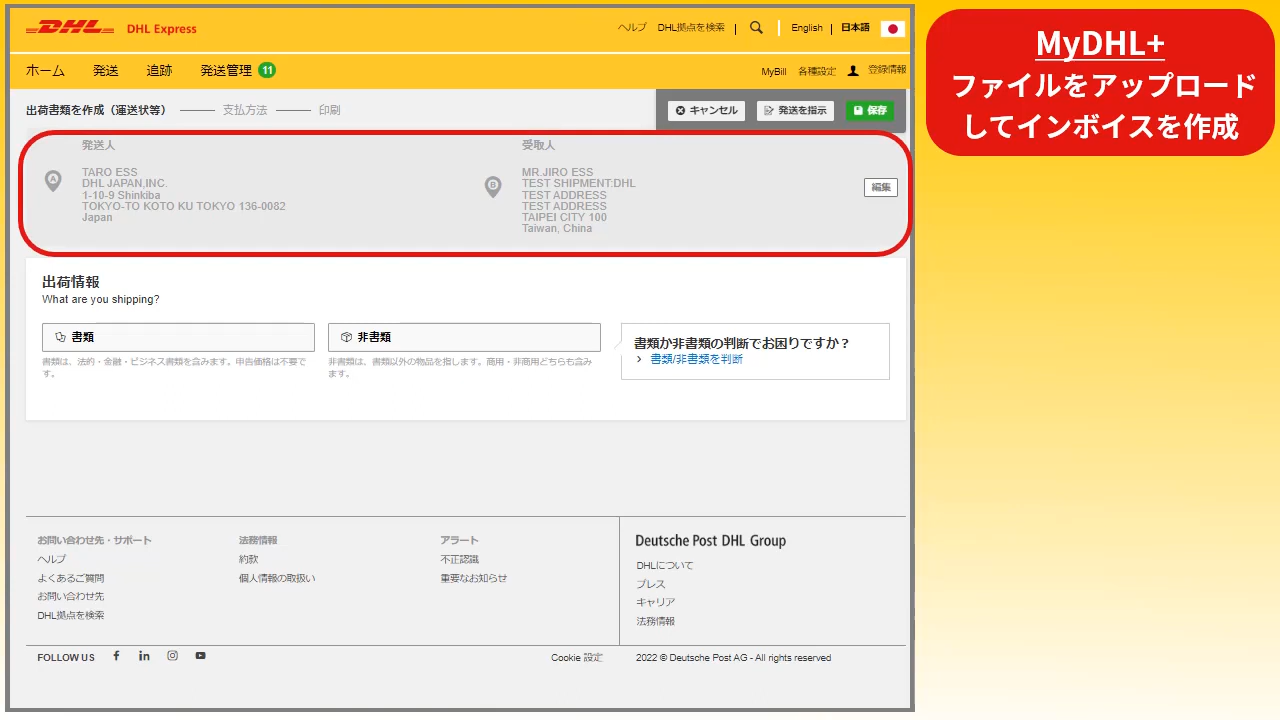 DHL DHL Express
ヘルプ DHL拠点を検索 English 日本語
ホーム 発送 追跡 発送管理 11
MyBill 各種設定 登録情報
出荷書類を作成（運送状等） 支払方法 印刷
キャンセル 発送を指示 保存
発送人
A
TARO ESS
DHL JAPAN,INC.
1-10-9 Shinkiba
TOKYO-TO KOTO KU TOKYO 136-0082
Japan
受取人
B
MR.JIRO ESS
TEST SHIPMENT:DHL
TEST ADDRESS
TEST ADDRESS
TAIPEI CITY 100
Taiwan, China
編集
出荷情報
What are you shipping?
書類
書類は、法的・金融・ビジネス書類を含みます。申告価格は不要で
す。
非書類
非書類は、書類以外の物品を指します。商用・非商用どちらも含み
ます。
書類か非書類の判断でお困りですか？
書類/非書類を判断
お問い合わせ先・サポート
ヘルプ
よくあるご質問
お問い合わせ先
DHL拠点を検索
法務情報
約款
個人情報の取扱い
アラート
不正認識
重要なお知らせ
Deutsche Post DHL Group
DHLについて
プレス
キャリア
法務情報
FOLLOW US
Cookie 設定
2022 © Deutsche Post AG - All rights reserved
MyDHL+
ファイルをアップロード
してインボイスを作成